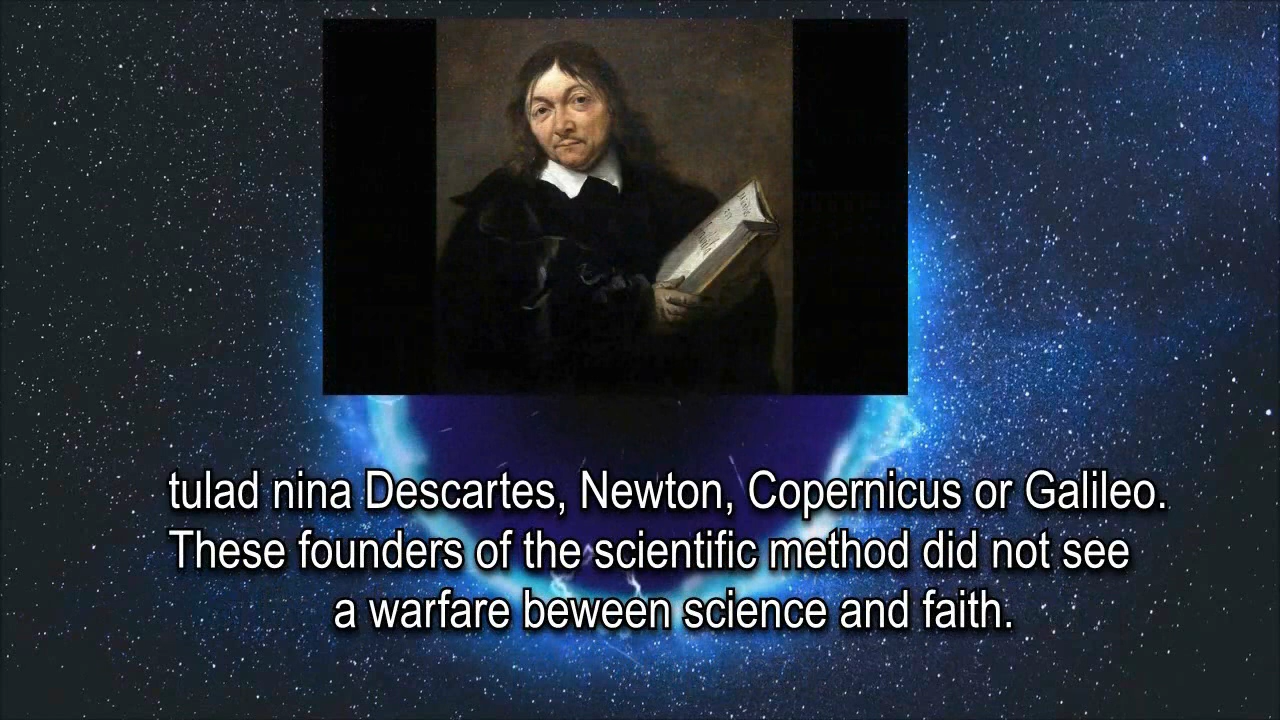 tulad nina Descartes, Newton, Copernicus or Galileo.
These founders of the scientific method did not see
a warfare beween science and faith.